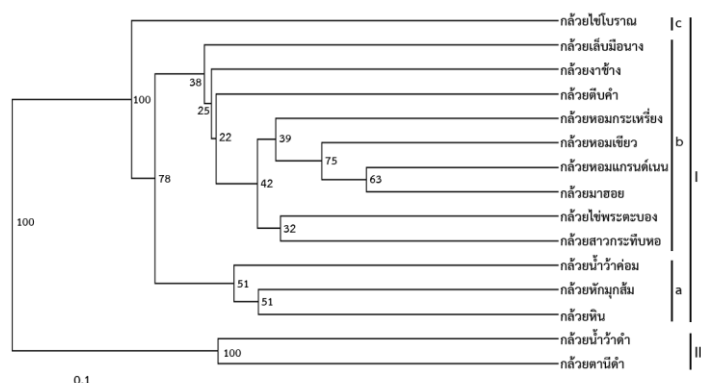 กล้วยไข่โบราณ
c
กล้วยเล็บมือนาง
กล้วยงาช้าง
กล้วยตีบคำ
กล้วยหอมกระเหรี่ยง
กล้วยหอมเขียว
กล้วยหอมแกรนด์เนน
กล้วยมาฮอย
กล้วยไข่พระตะบอง
กล้วยสาวกระทืบหอ
b
กล้วยน้ำว้าค่อม
กล้วยหักมุกส้ม
กล้วยหิน
a
I
กล้วยน้ำว้าดำ
กล้วยตานีดำ
II
100
38
25
22
39
100
75
78
42
63
100
32
51
51
100
0.1